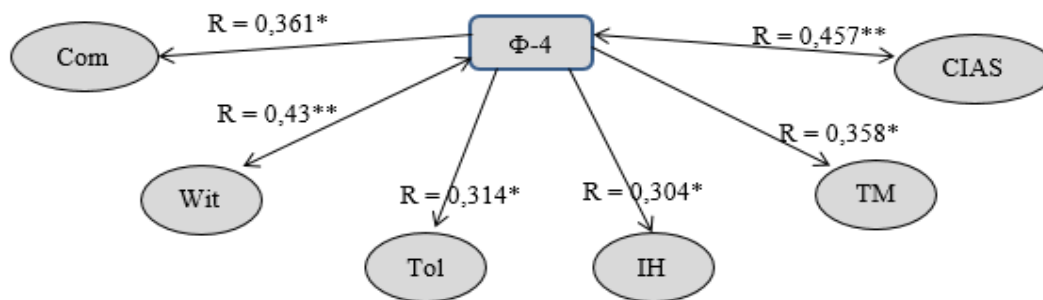 R = 0,361*
Φ-4
R = 0,457**
Com
CIAS
R = 0,43**
R = 0,358*
Wit
R = 0,314*
R = 0,304*
TM
Tol
IH